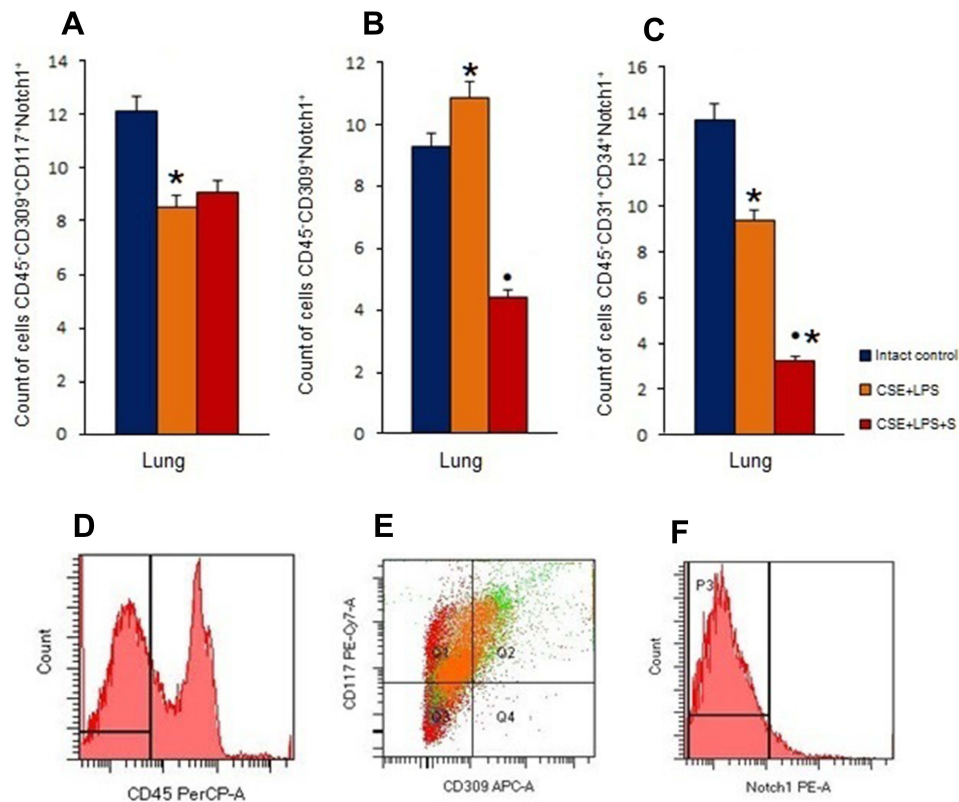 A
B
C
Count of cells CD45-CD309+CD117+Notch1+
14
12
10
8
6
4
2
0
*
Lung
Count of cells CD45-CD309+Notch1+
12
10
8
6
4
2
0
*
•
Lung
Count of cells CD45-CD31+CD34+Notch1+
16
14
12
10
8
6
4
2
0
*
•*
Lung
Intact control
CSE+LPS
CSE+LPS+S
D
E
F
Count
CD45 PerCP-A
CD117 PE-Cy7-A
Q1
Q2
Q3
Q4
CD309 APC-A
Count
P3
Notch1 PE-A